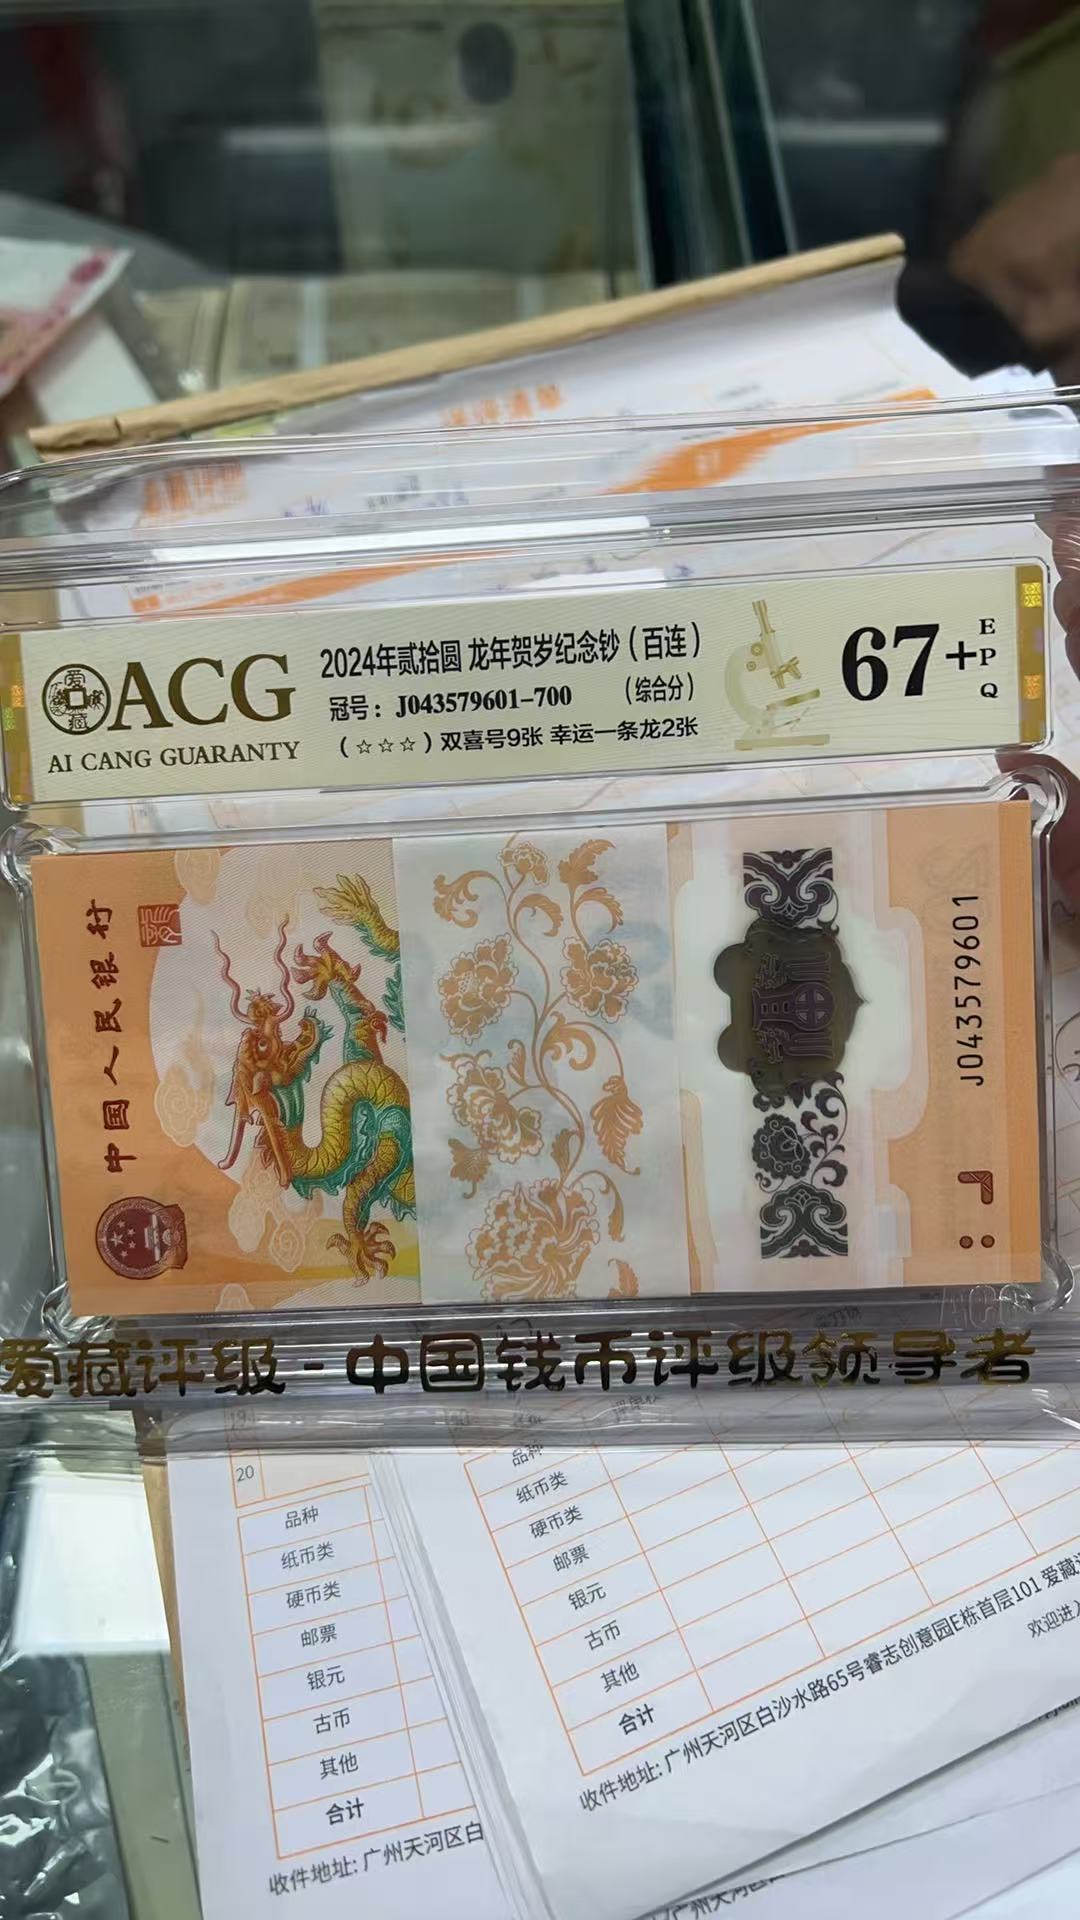 ACG
AI CANG GUARANTY
2024年贰拾圆 龙年贺岁纪念钞（百连）
冠号：J043579601-700 （综合分）
（☆☆☆）双喜号9张 幸运一条龙2张
67+
EPQ
中国人民银行
J043579601
爱藏评级-中国钱币评级领导者
19
20
品种
纸币类
硬币类
邮票
银元
古币
其他
合计
收件地址: 广州天河区白
品种
纸币类
硬币类
邮票
银元
古币
其他
合计
收件地址: 广州天河区白沙水路65号睿志创意园E栋首层101 爱藏
欢迎进入